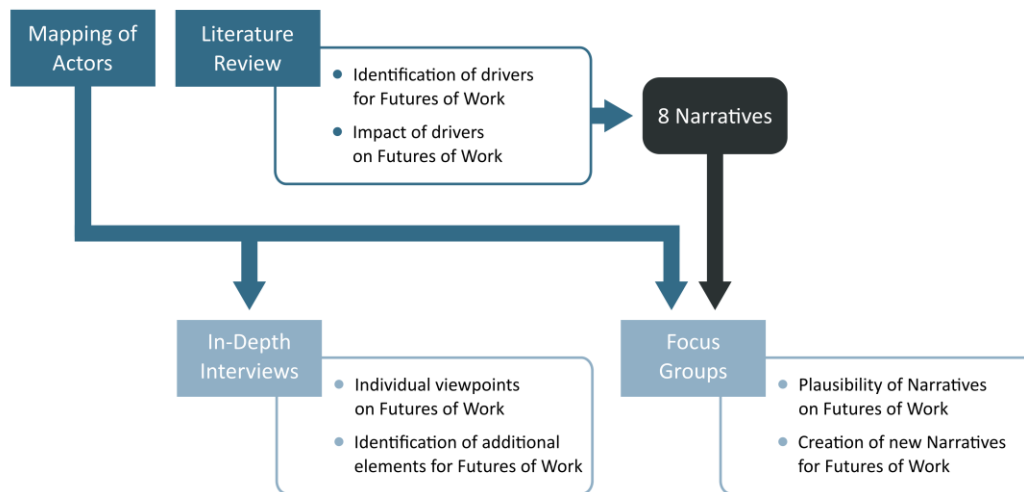 Mapping of
Actors
Literature
Review
Identification of drivers
for Futures of Work
Impact of drivers
on Futures of Work
8 Narratives
In-Depth
Interviews
Individual viewpoints
on Futures of Work
Identification of additional
elements for Futures of Work
Focus
Groups
Plausibility of Narratives
on Futures of Work
Creation of new Narratives
for Futures of Work